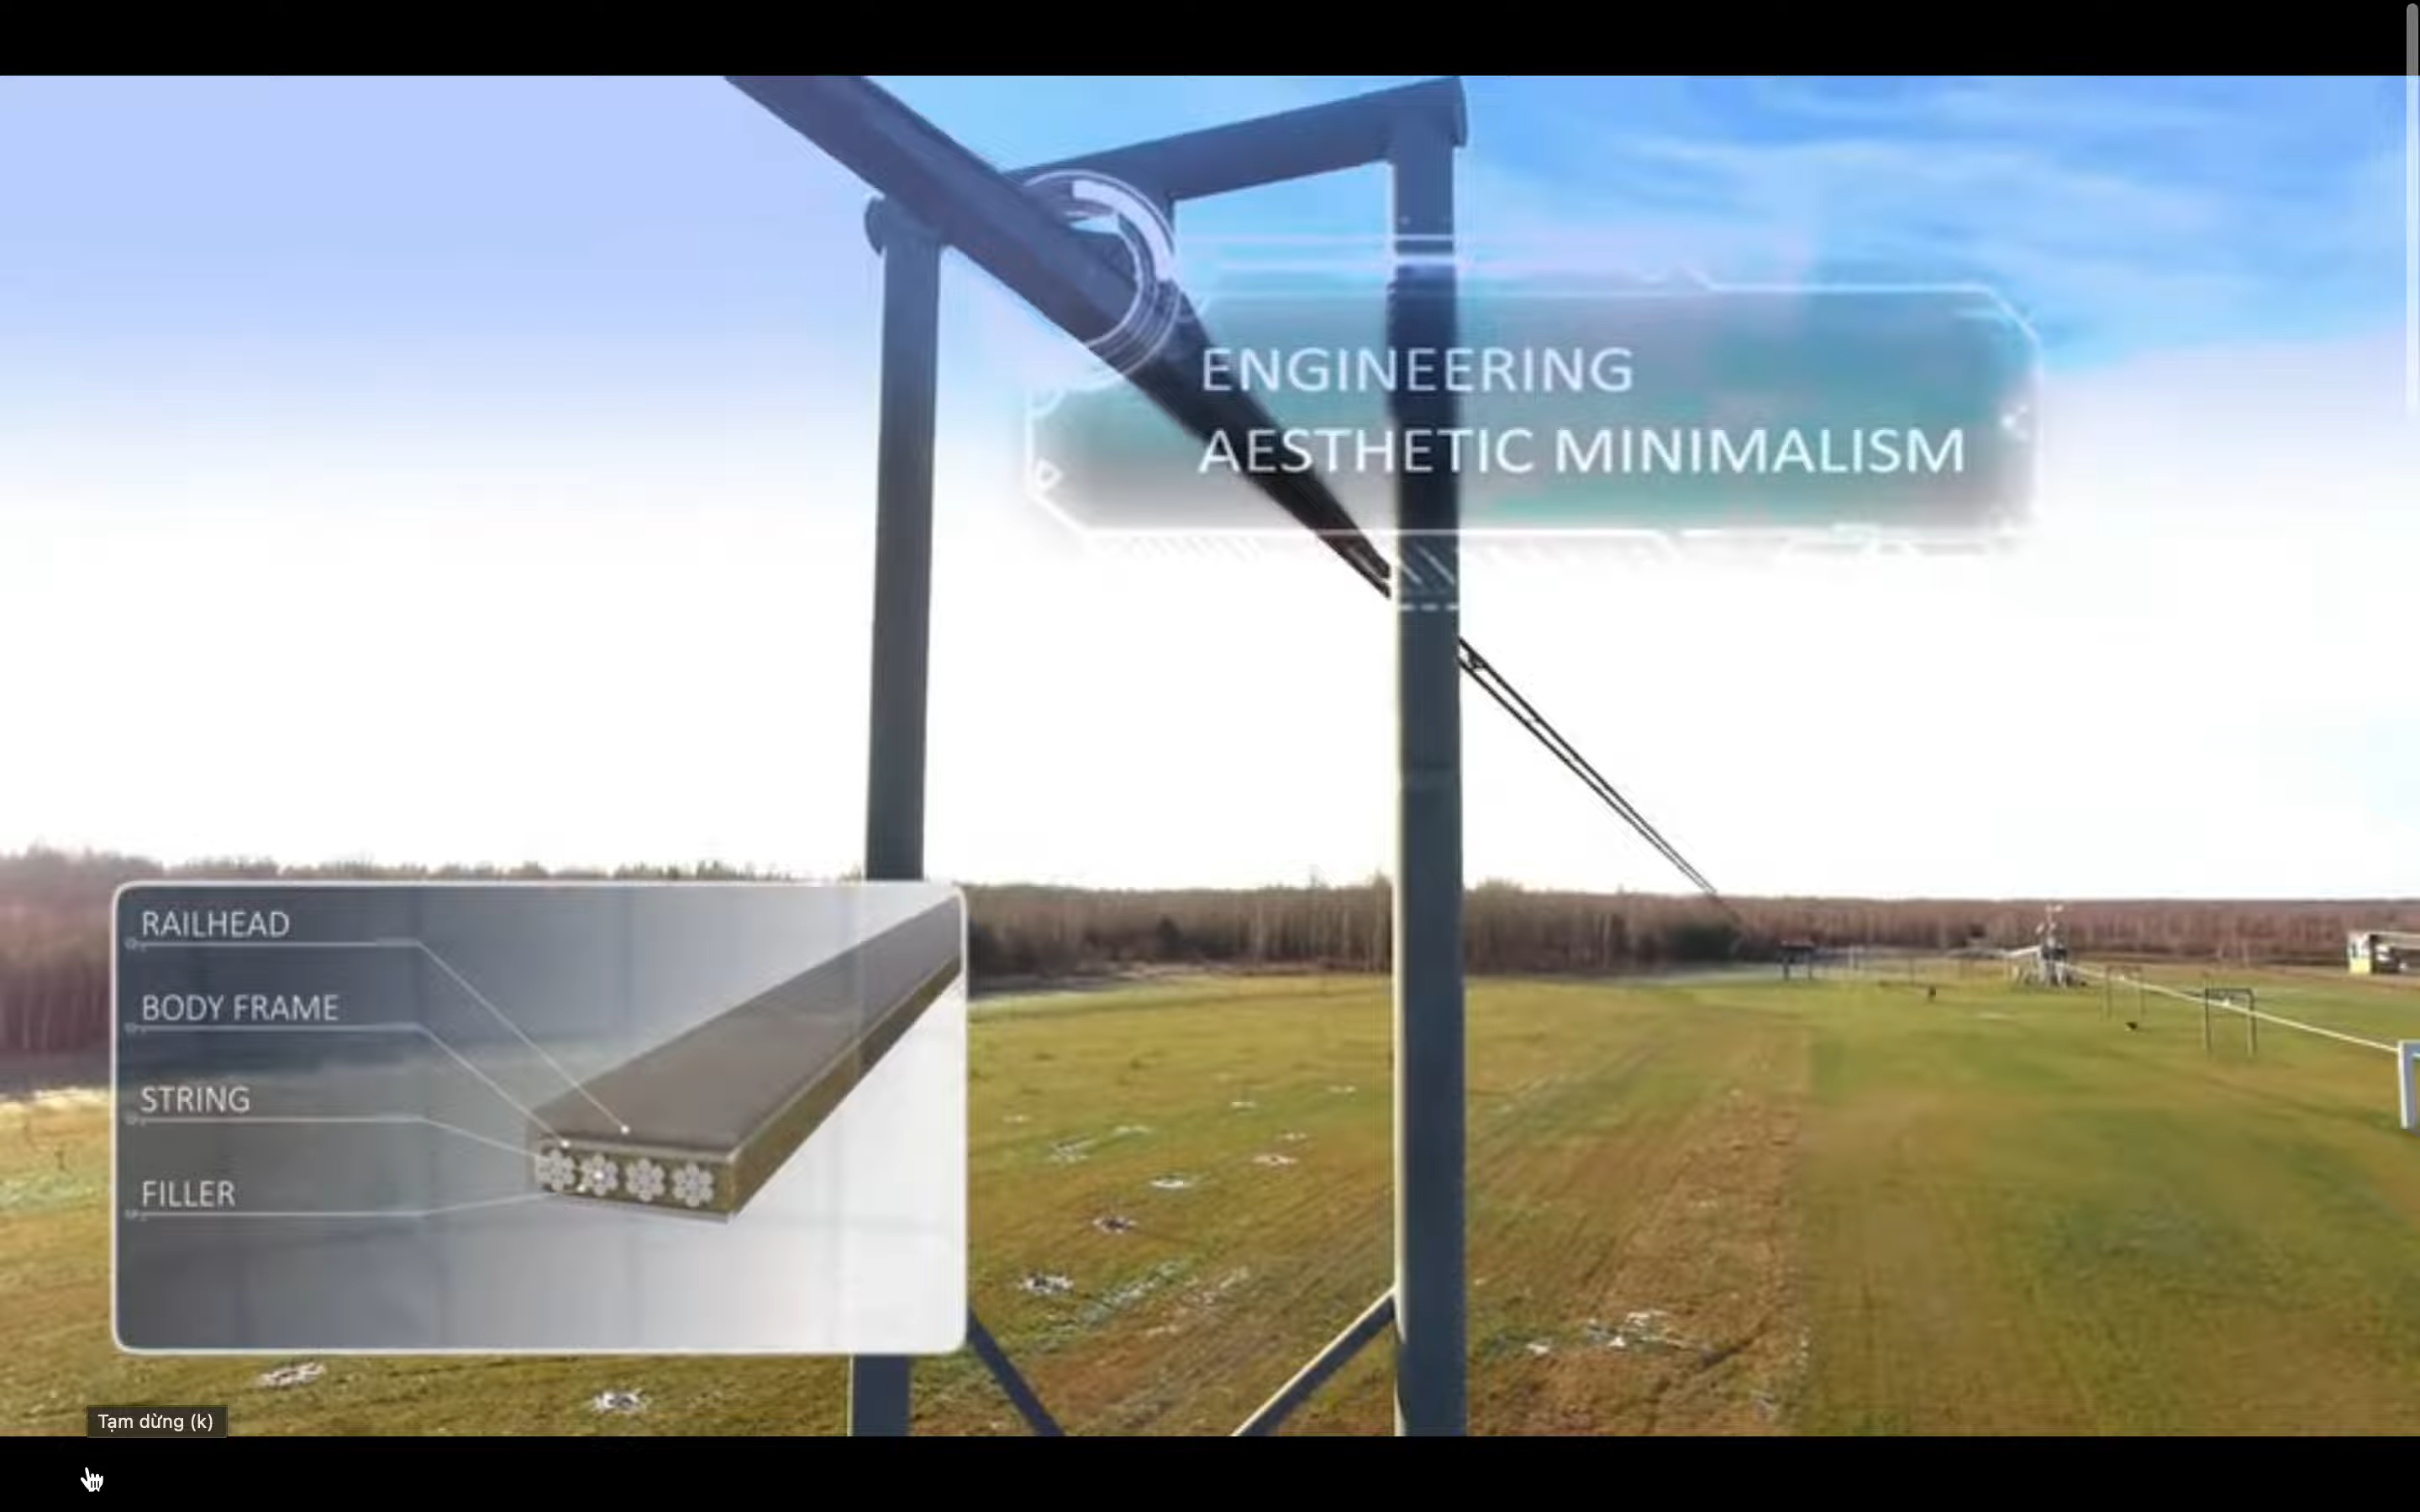 ENGINEERING
AESTHETIC MINIMALISM
RAILHEAD
BODY FRAME
STRING
FILLER
Tạm dừng (k)